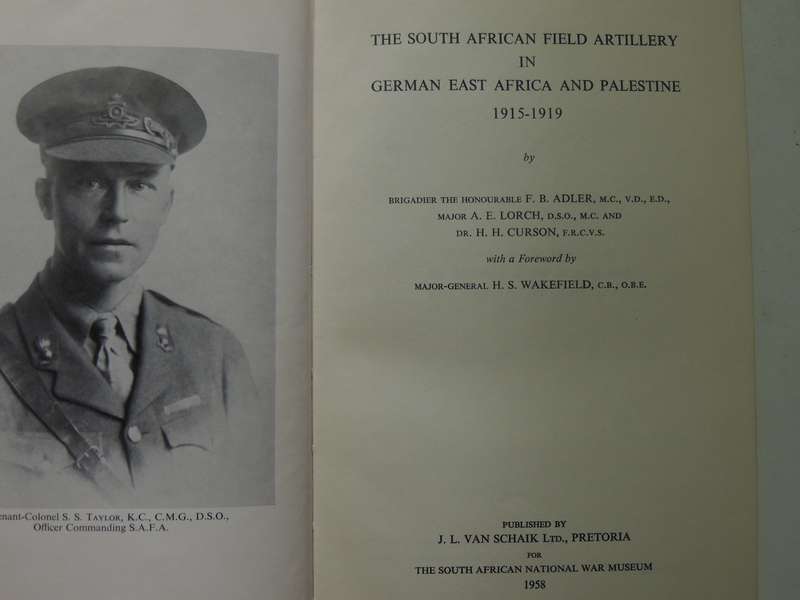 enant-Colonel S. S. TAYLOR, K.C., C.M.G., D.S.O.,
Officer Commanding S.A.F.A.
THE SOUTH AFRICAN FIELD ARTILLERY
IN
GERMAN EAST AFRICA AND PALESTINE
1915-1919
by
BRIGADIER THE HONOURABLE F. B. ADLER, M.C., V.D., E.D.,
MAJOR A. E. LORCH, D.S.O., M.C. AND
DR. H. H. CURSON, F.R.C.V.S.
with a Foreword by
MAJOR-GENERAL H. S. WAKEFIELD, C.B., O.B.E.
PUBLISHED BY
J. L. VAN SCHAIK LTD., PRETORIA
FOR
THE SOUTH AFRICAN NATIONAL WAR MUSEUM
1958